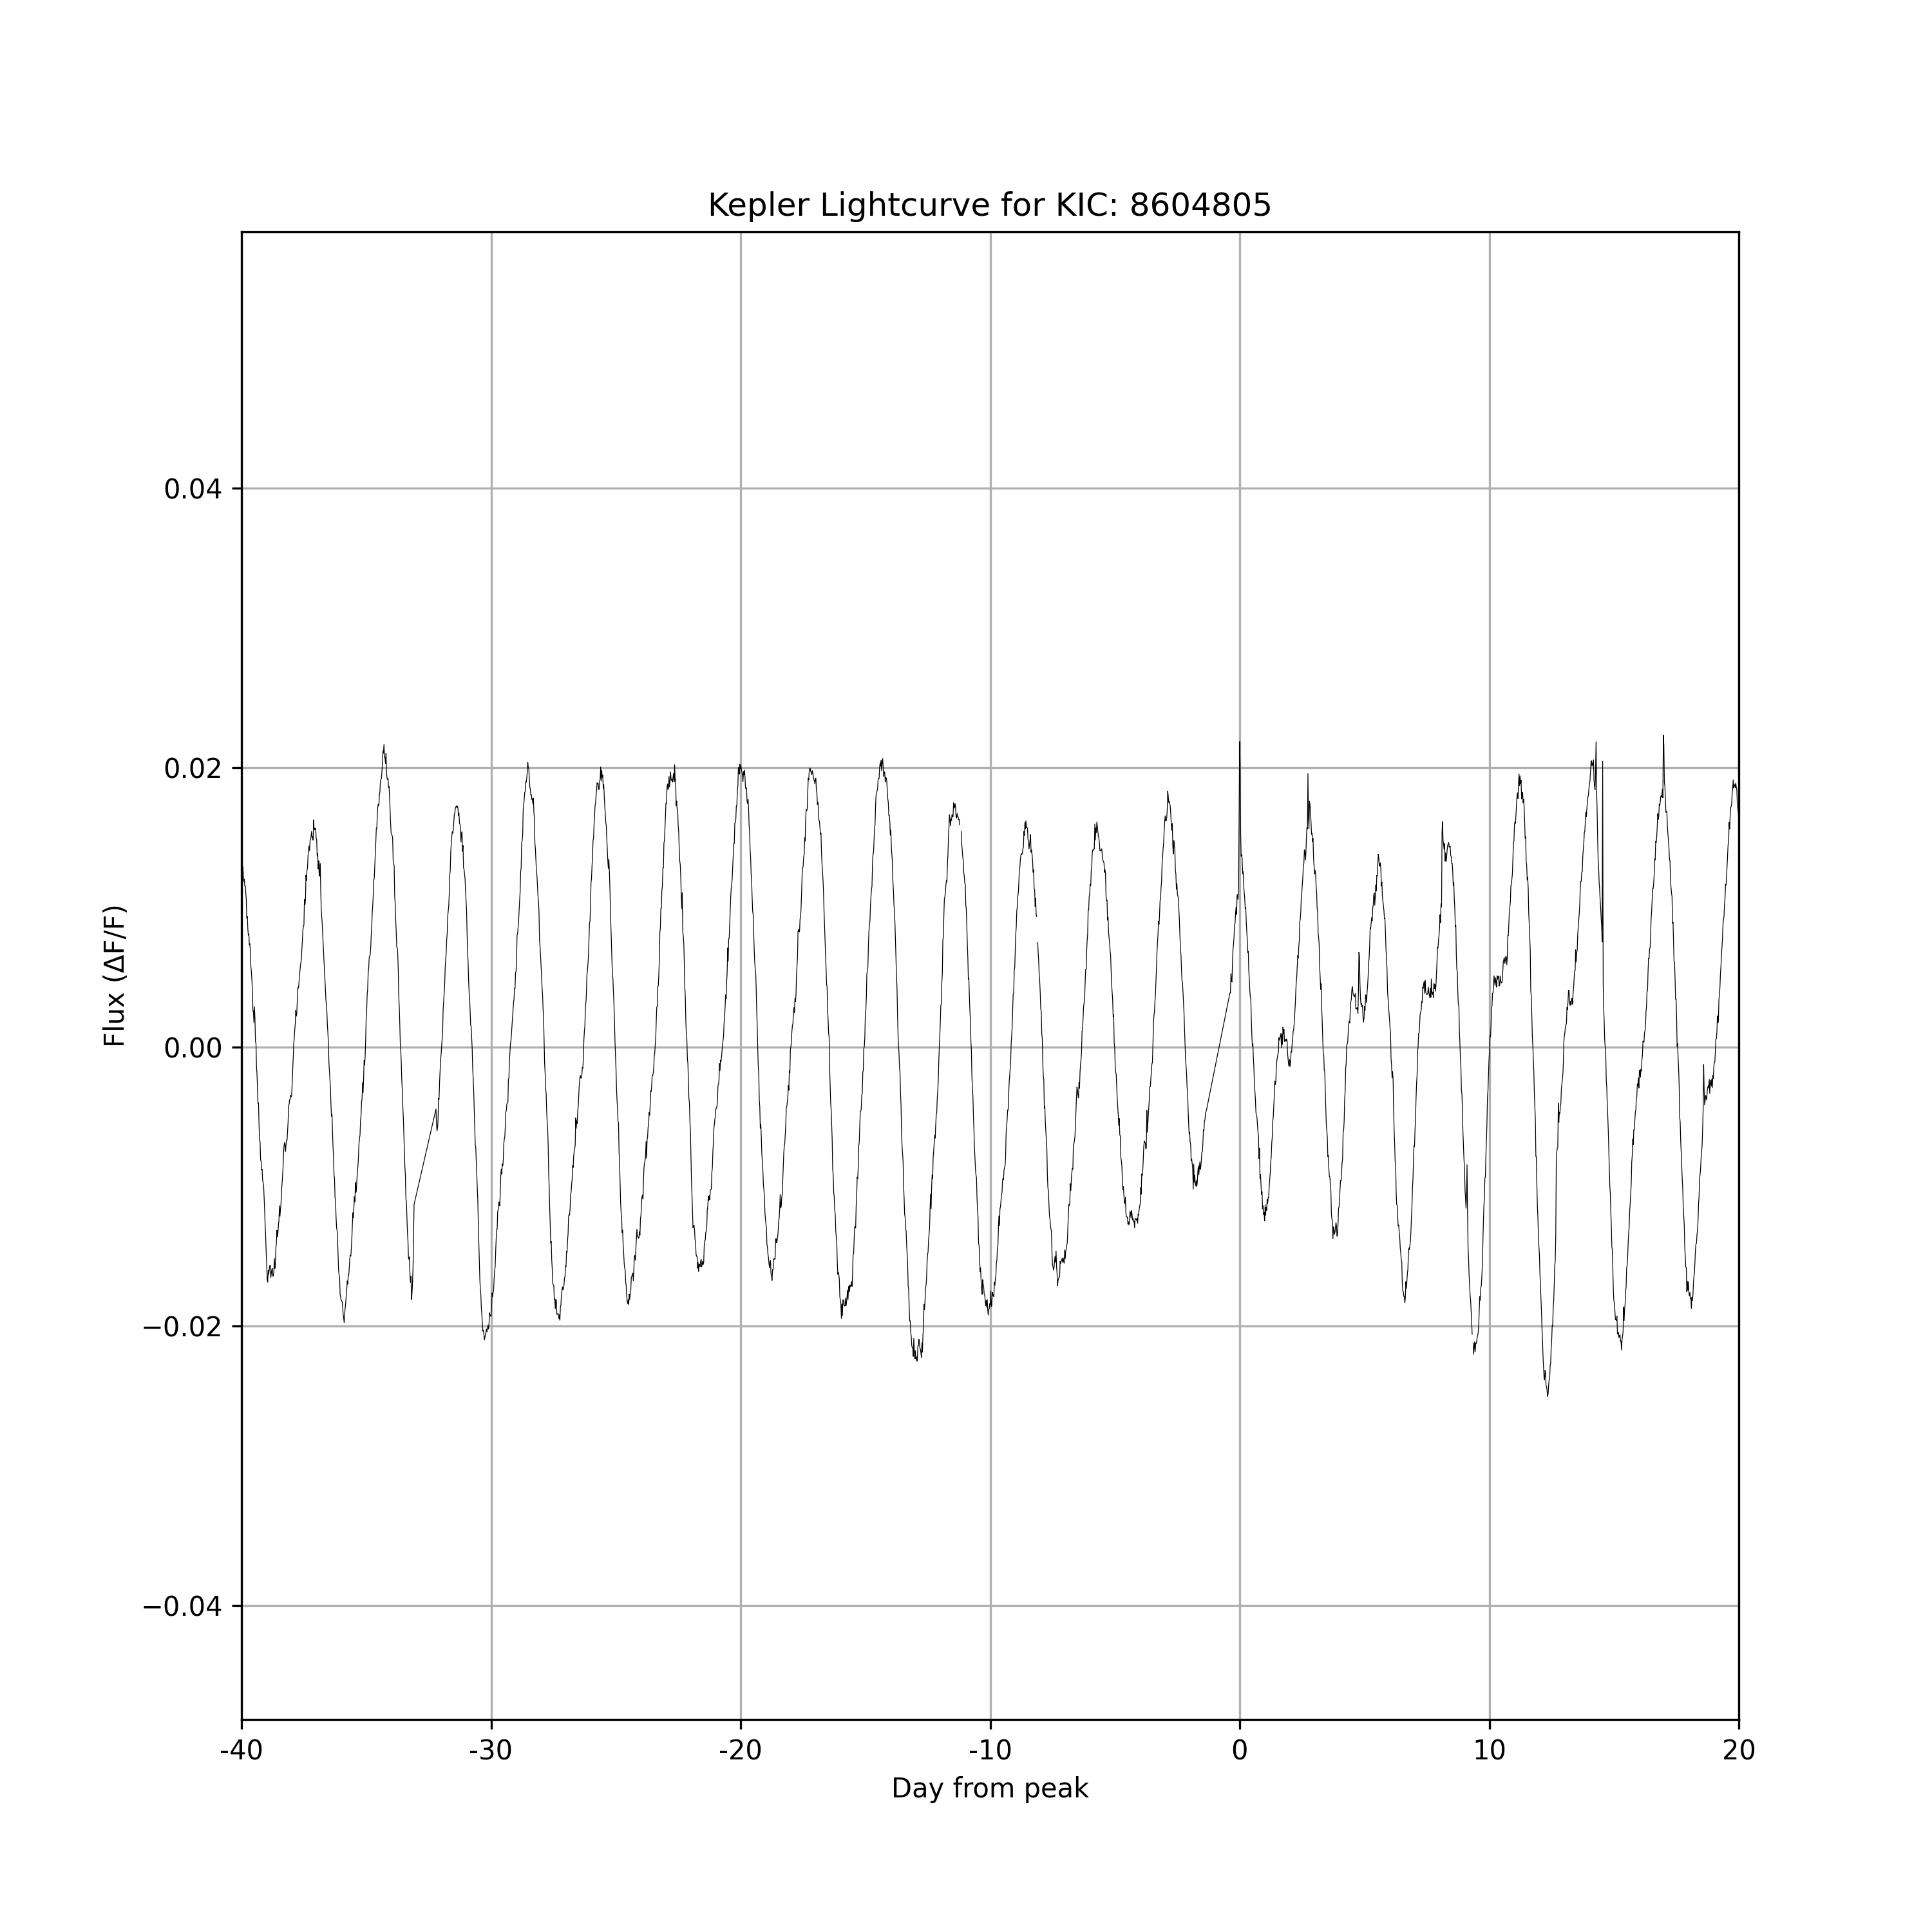 Kepler Lightcurve for KIC: 8604805
Flux (ΔF/F)
0.04
0.02
0.00
−0.02
−0.04
-40 -30 -20 -10 0 10 20
Day from peak